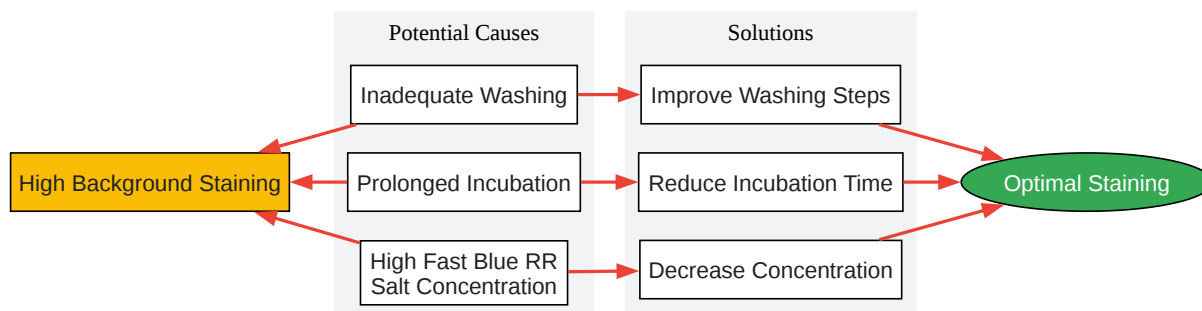 Potential Causes
Solutions
Inadequate Washing
Improve Washing Steps
High Background Staining
Prolonged Incubation
Reduce Incubation Time
Optimal Staining
High Fast Blue RR
Salt Concentration
Decrease Concentration